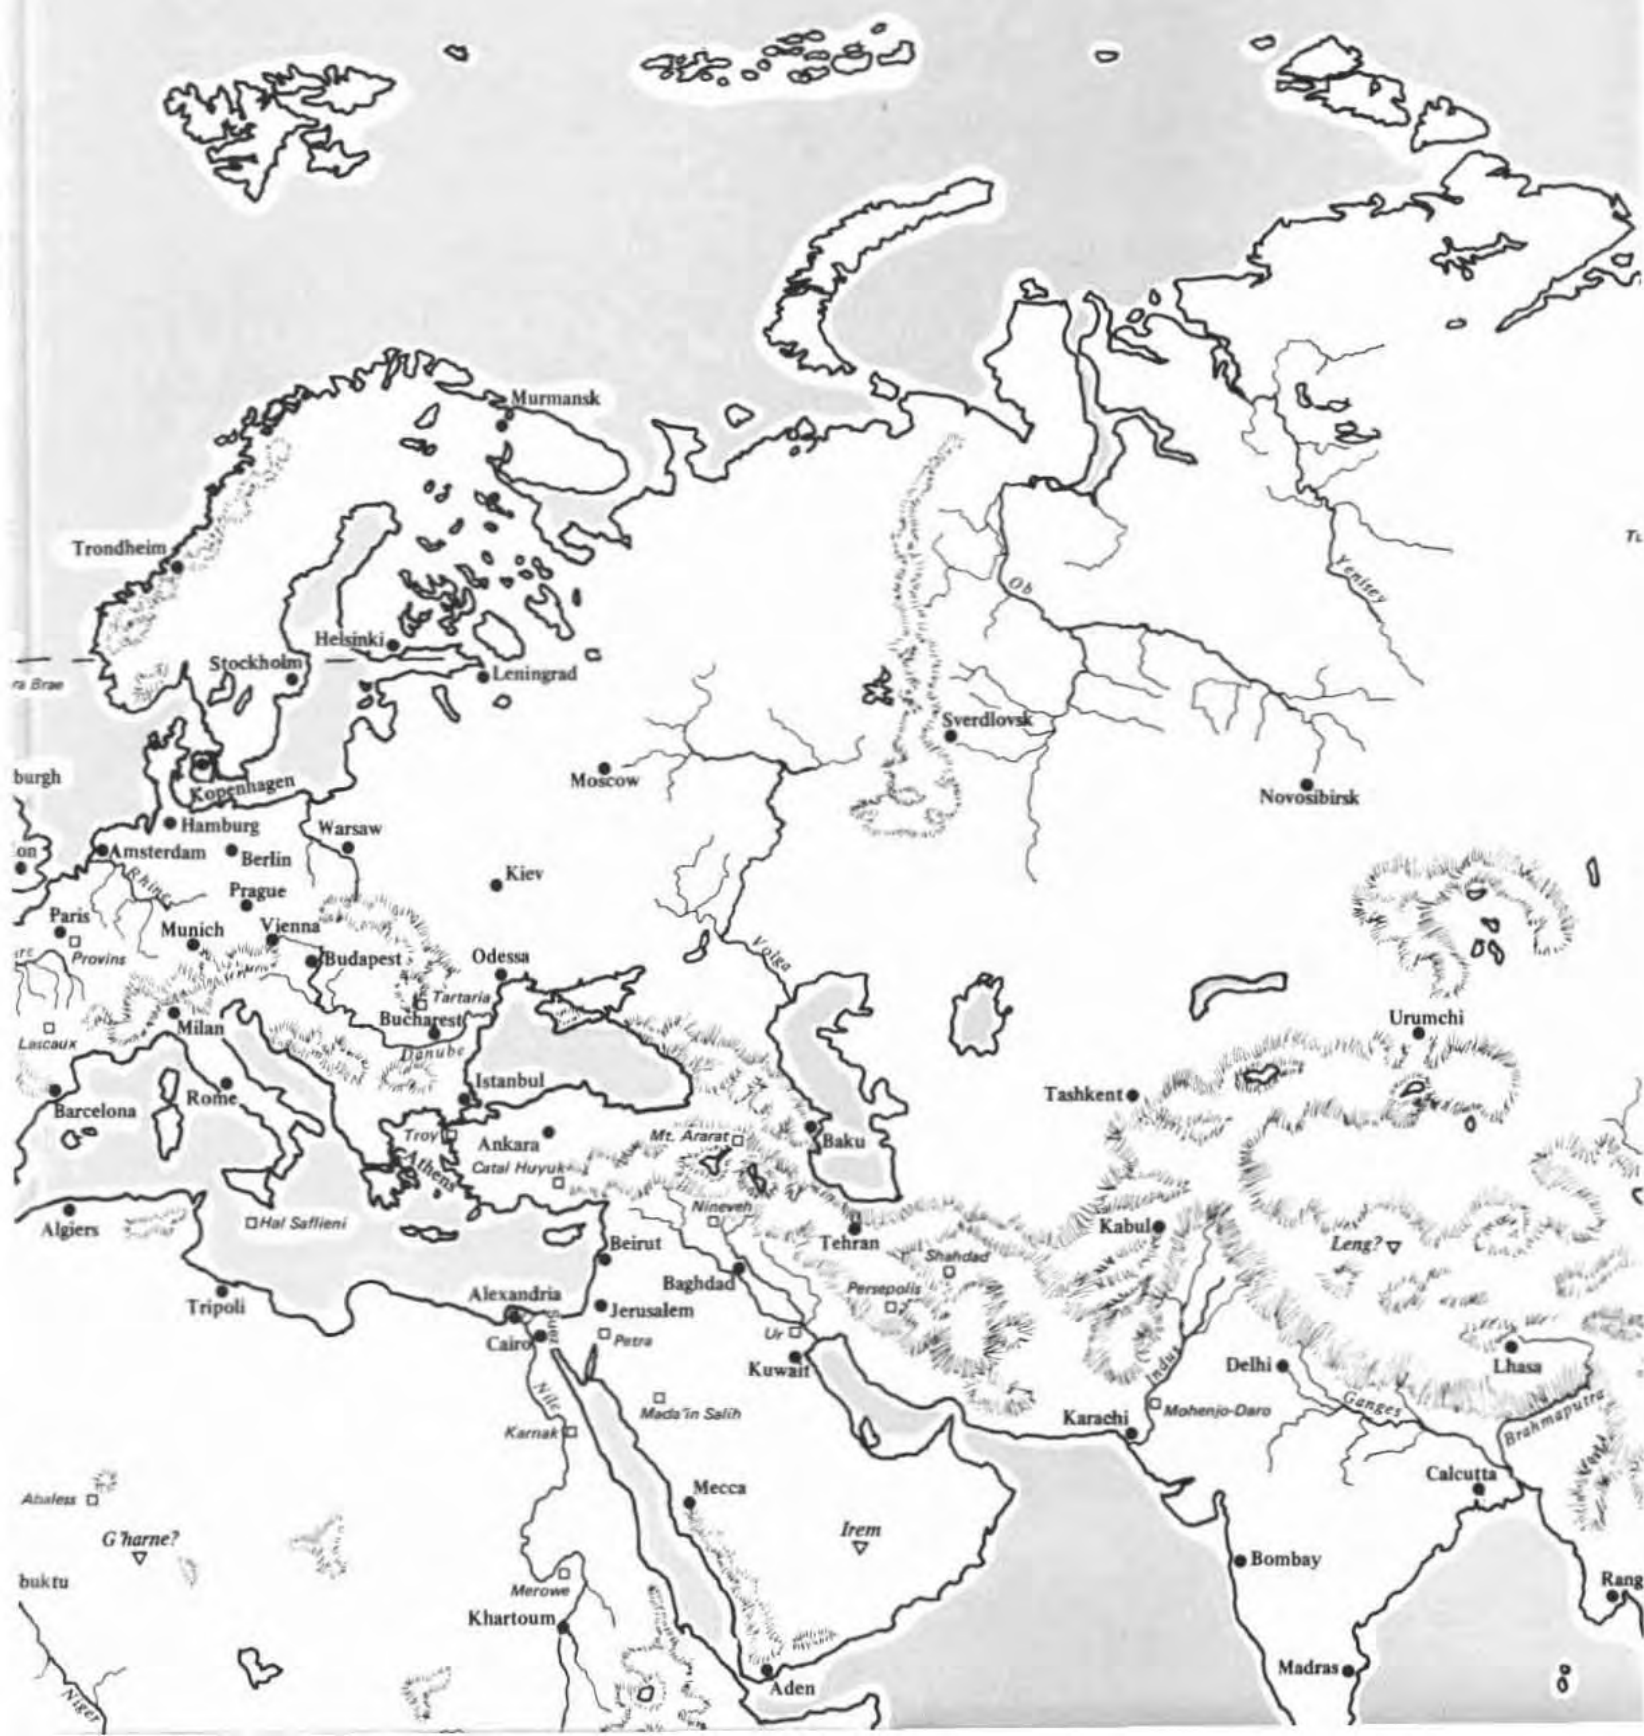 Murmansk
Trondheim
Ob
Yenisey
Helsinki
Stockholm
Leningrad
ra Brae
Sverdlovsk
burgh
Moscow
Kopenhagen
Novosibirsk
Hamburg
Warsaw
on
Amsterdam
Berlin
Rhine
Kiev
Prague
Paris
Munich
Vienna
Provins
Budapest
Odessa
Volga
Tartaria
Milan
Bucharest
Urumchi
Lascaux
Danube
Istanbul
Tashkent
Barcelona
Rome
Troy
Ankara
Mt. Ararat
Baku
Athens
Catal Huyuk
Algiers
Hal Saflieni
Nineveh
Kabul
Beirut
Tehran
Leng?
Shahdad
Baghdad
Persepolis
Tripoli
Alexandria
Jerusalem
Suez
Cairo
Petra
Ur
Kuwait
Indus
Delhi
Lhasa
Nile
Mada'in Salih
Ganges
Brahmaputra
Karachi
Mohenjo-Daro
Karnak
Calcutta
Mecca
Abaless
G'harne?
Irem
Bombay
buktu
Merowe
Rang
Khartoum
Madras
Niger
Aden